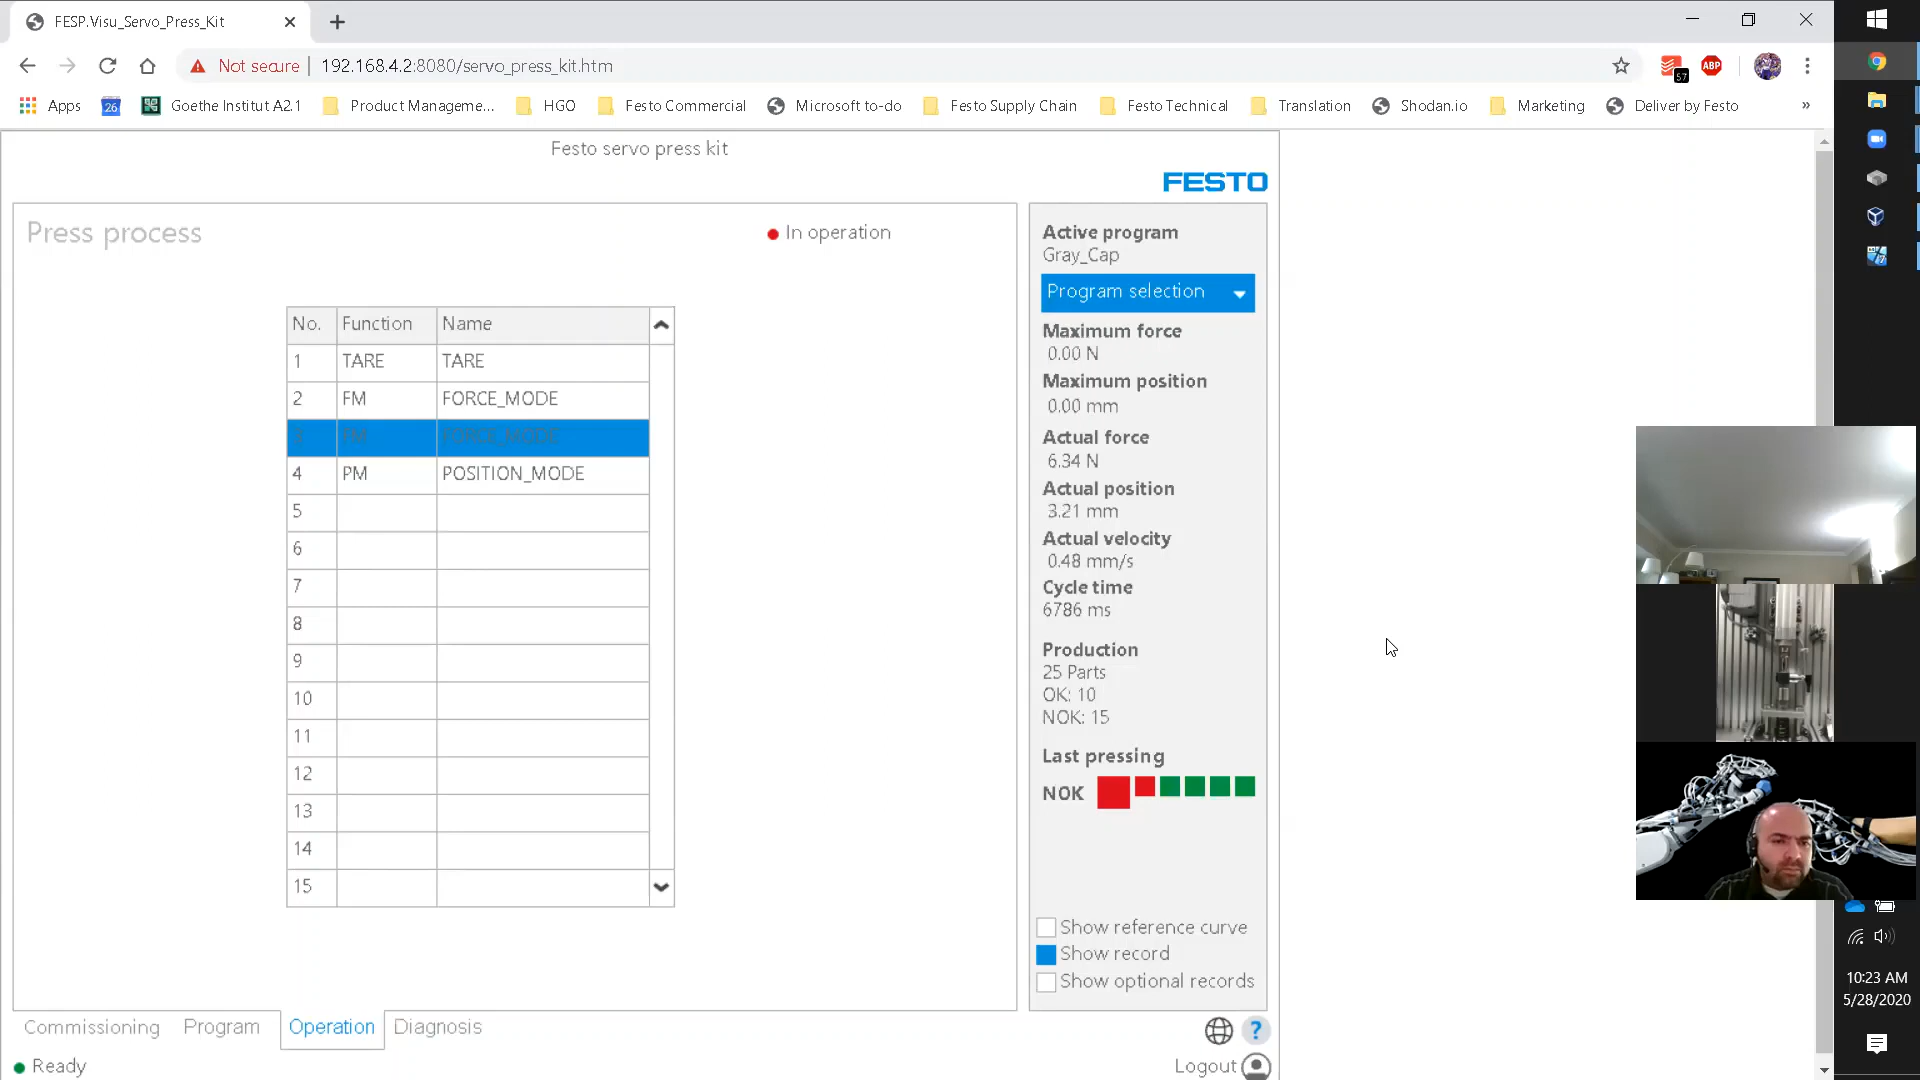 FESP.Visu_Servo_Press_Kit
Not secure
192.168.4.2:8080/servo_press_kit.htm
57
ABP
Apps
26
Goethe Institut A2.1
Product Manageme...
HGO
Festo Commercial
Microsoft to-do
Festo Supply Chain
Festo Technical
Translation
Shodan.io
Marketing
Deliver by Festo
»
Festo servo press kit
FESTO
Press process
In operation
No. Function Name
1 TARE TARE
2 FM FORCE_MODE
3 FM FORCE_MODE
4 PM POSITION_MODE
5
6
7
8
9
10
11
12
13
14
15
Active program
Gray_Cap
Program selection
Maximum force
0.00 N
Maximum position
0.00 mm
Actual force
6.34 N
Actual position
3.21 mm
Actual velocity
0.48 mm/s
Cycle time
6786 ms
Production
25 Parts
OK: 10
NOK: 15
Last pressing
NOK
Show reference curve
Show record
Show optional records
Commissioning
Program
Operation
Diagnosis
?
Ready
Logout
10:23 AM
5/28/2020